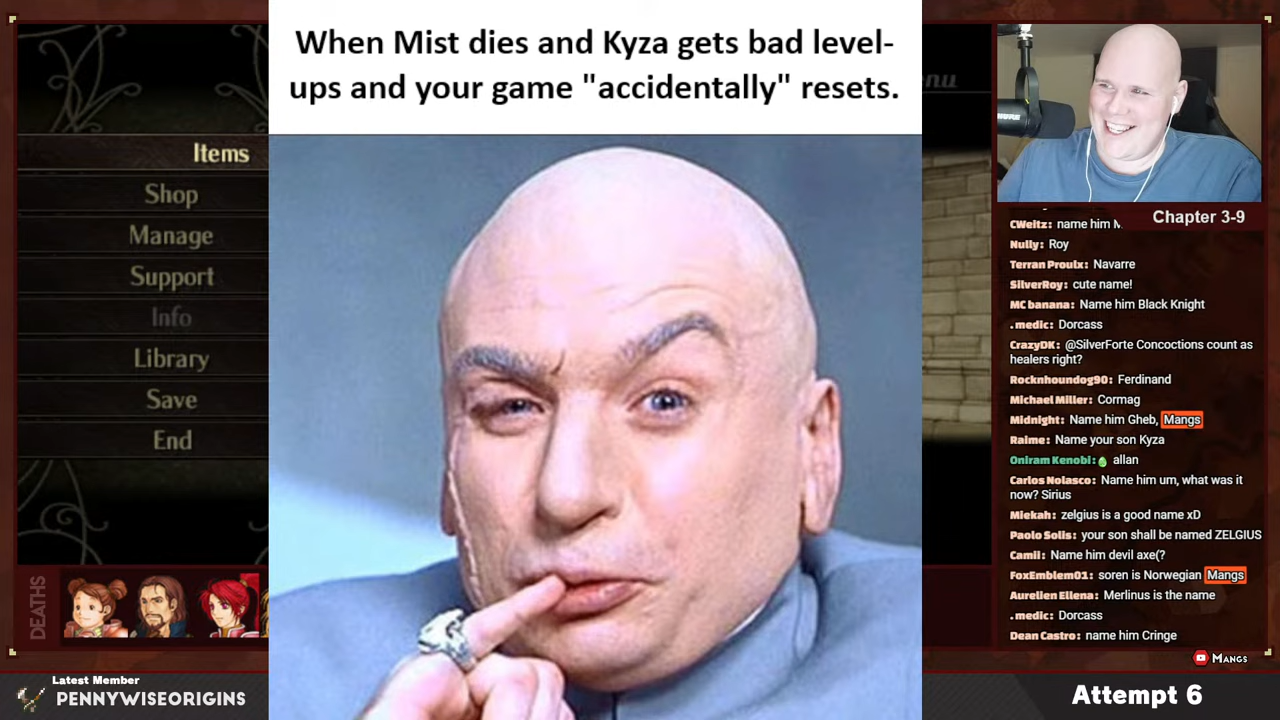 When Mist dies and Kyza gets bad level-
ups and your game "accidentally" resets.
Items
Shop
Manage
Support
Info
Library
Save
End
DEATHS
Latest Member
PENNYWISEORIGINS
Chapter 3-9
CWeitz: name him
Nully: Roy
Terran Proulx: Navarre
SilverRoy: cute name!
MC banana: Name him Black Knight
.medic: Dorcass
CrazyDK: @SilverForte Concoctions count as
healers right?
Rocknhoundog90: Ferdinand
Michael Miller: Cormag
Midnight: Name him Gheb, Mangs
Raime: Name your son Kyza
Oniram Kenobi: allan
Carlos Nolasco: Name him um, what was it
now? Sirius
Miekah: zelgius is a good name xD
Paolo Solis: your son shall be named ZELGIUS
Camii: Name him devil axe(?
FoxEmblem01: soren is Norwegian Mangs
Aurelien Ellena: Merlinus is the name
.medic: Dorcass
Dean Castro: name him Cringe
MANGS
Attempt 6